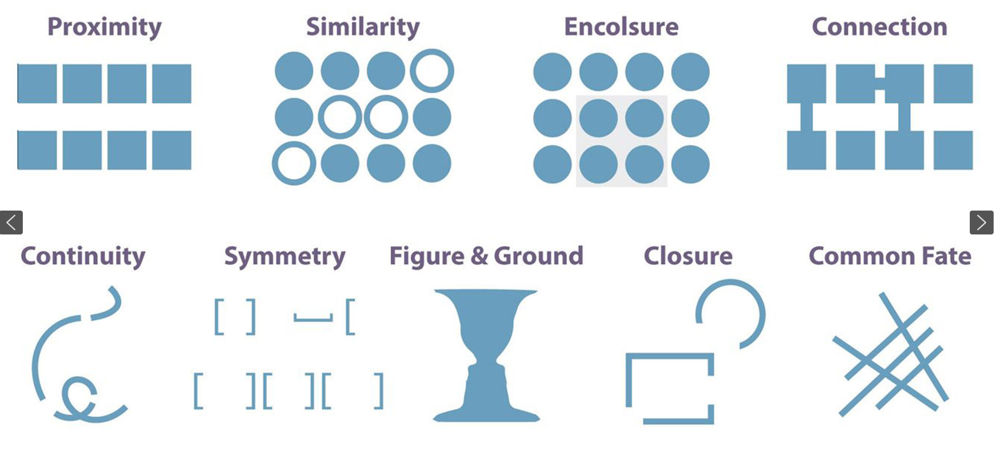 Proximity
Similarity
Encolsure
Connection
Continuity
Symmetry
Figure & Ground
Closure
Common Fate